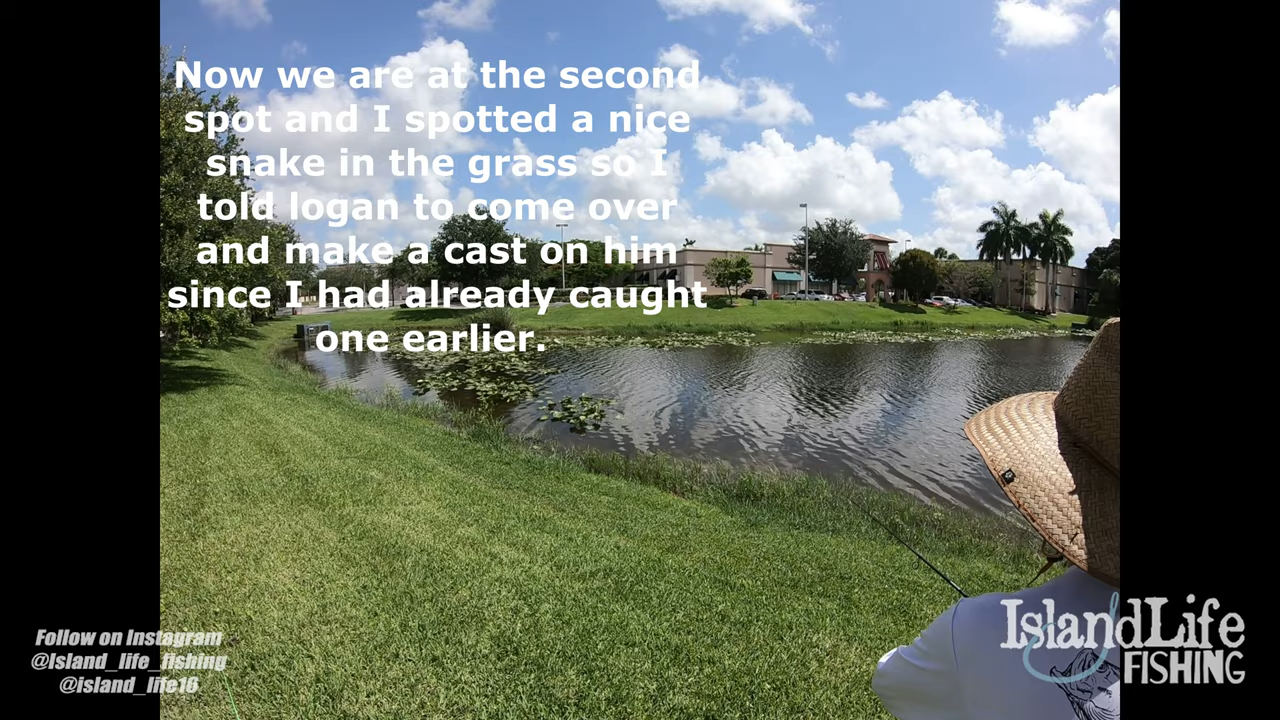 Now we are at the second
spot and I spotted a nice
snake in the grass so I
told logan to come over
and make a cast on him
since I had already caught
one earlier.
Follow on Instagram
@Island_life_fishing
@island_life16
IslandLife
FISHING